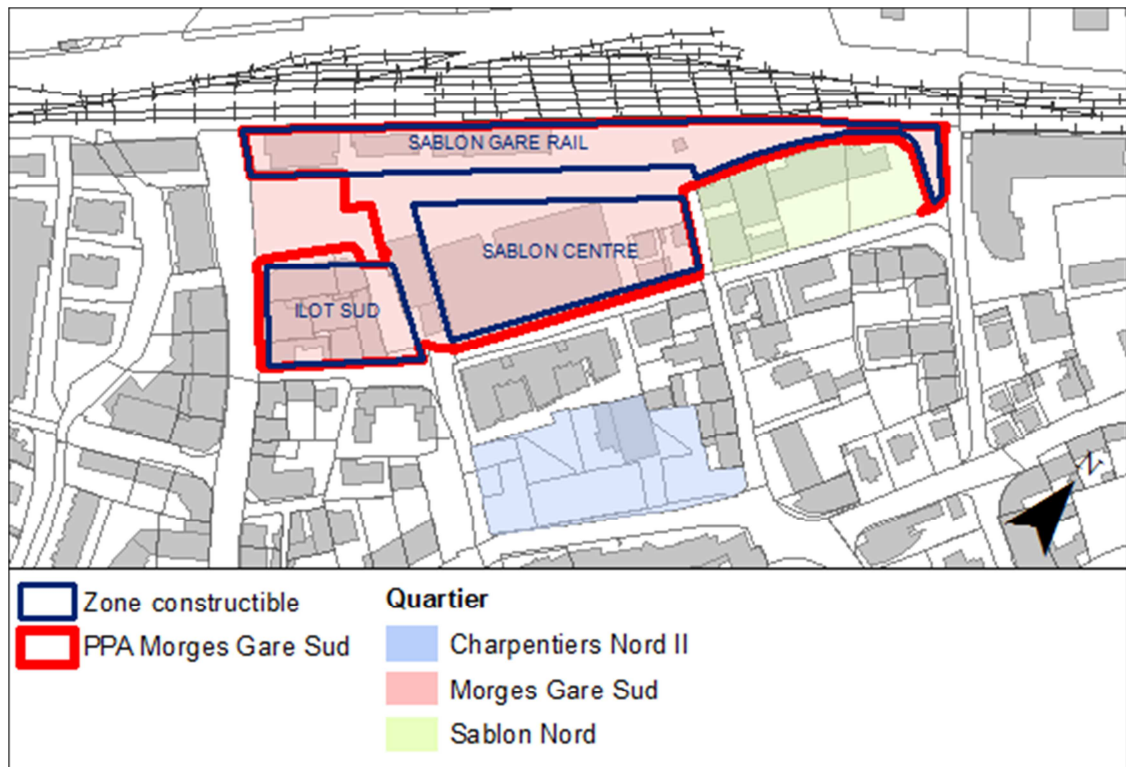 SABLON GARE RAIL
SABLON CENTRE
ILOT SUD
N
Zone constructible
PPA Morges Gare Sud
Quartier
Charpentiers Nord II
Morges Gare Sud
Sablon Nord